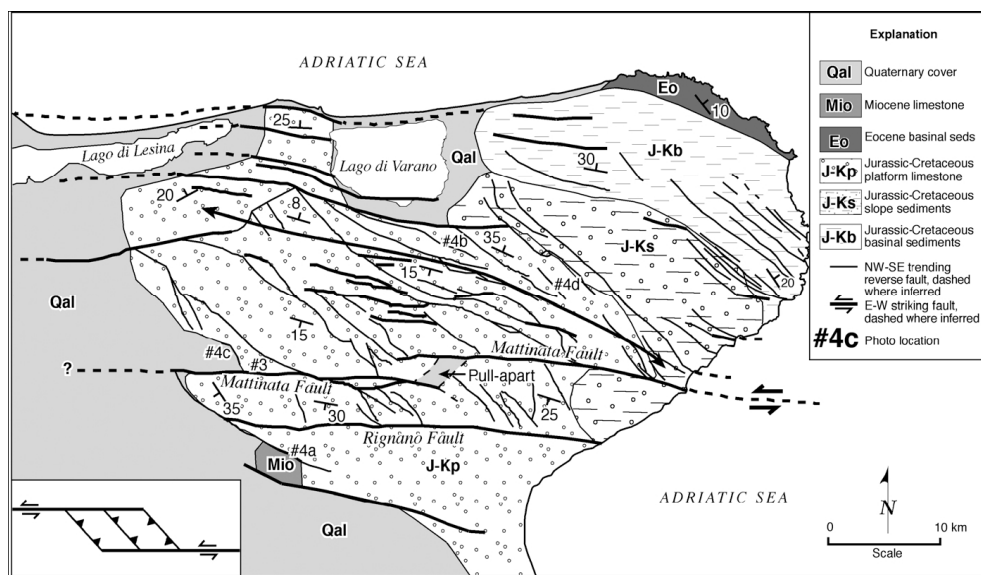 ADRIATIC SEA
Eo
10
25
Lago di Lesina
Lago di Varano
Qal
J-Kb
30
20
8
#4b
35
J-Ks
15
#4d
20
Qal
15
#4c
#3
Mattinata Fault
?
Mattinata Fault
Pull-apart
35
30
25
Rignano Fault
#4a
Mio
J-Kp
ADRIATIC SEA
Qal
Explanation
Qal Quaternary cover
Mio Miocene limestone
Eo Eocene basinal seds
J-Kp Jurassic-Cretaceous
platform limestone
J-Ks Jurassic-Cretaceous
slope sediments
J-Kb Jurassic-Cretaceous
basinal sediments
NW-SE trending
reverse fault, dashed
where inferred
E-W striking fault,
dashed where inferred
#4c Photo location
N
0 10 km
Scale